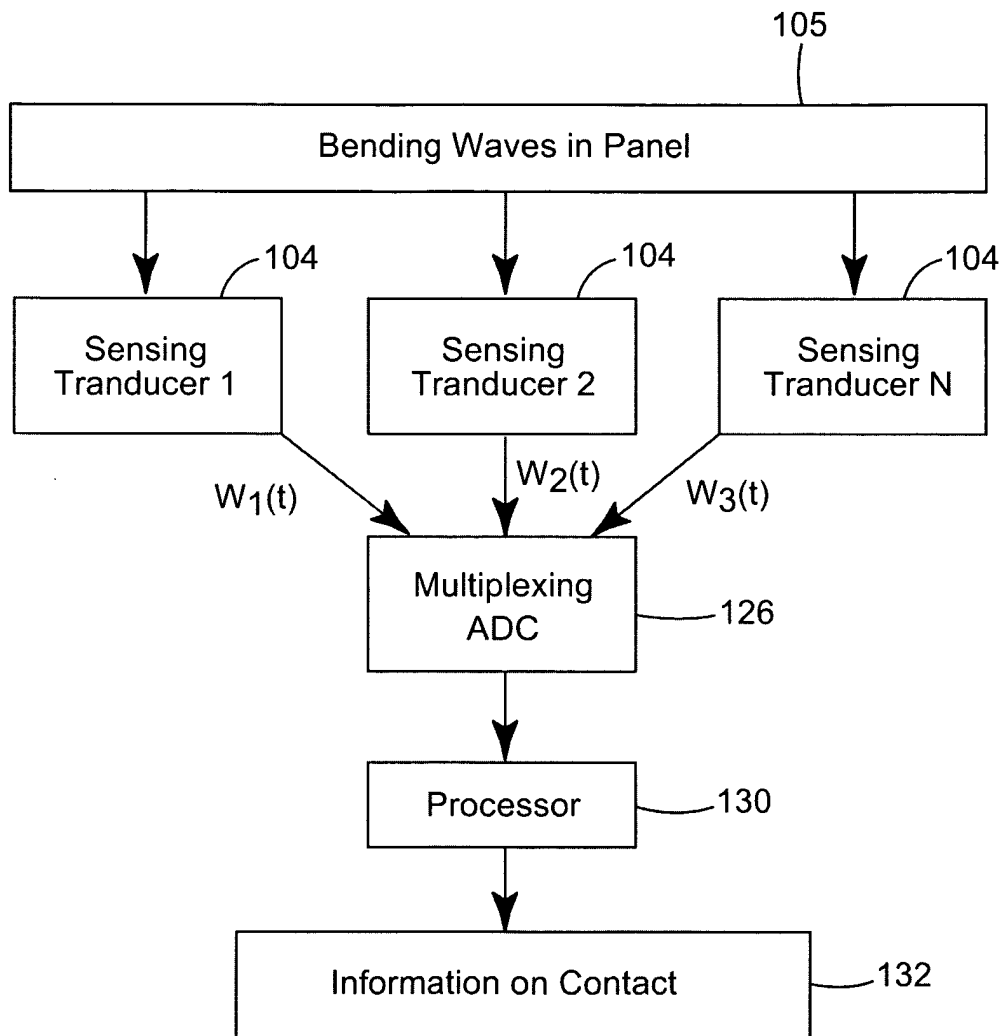 105
Bending Waves in Panel
104
104
104
Sensing
Tranducer 1
Sensing
Tranducer 2
Sensing
Tranducer N
W1(t)
W2(t)
W3(t)
Multiplexing
ADC
126
Processor
130
Information on Contact
132